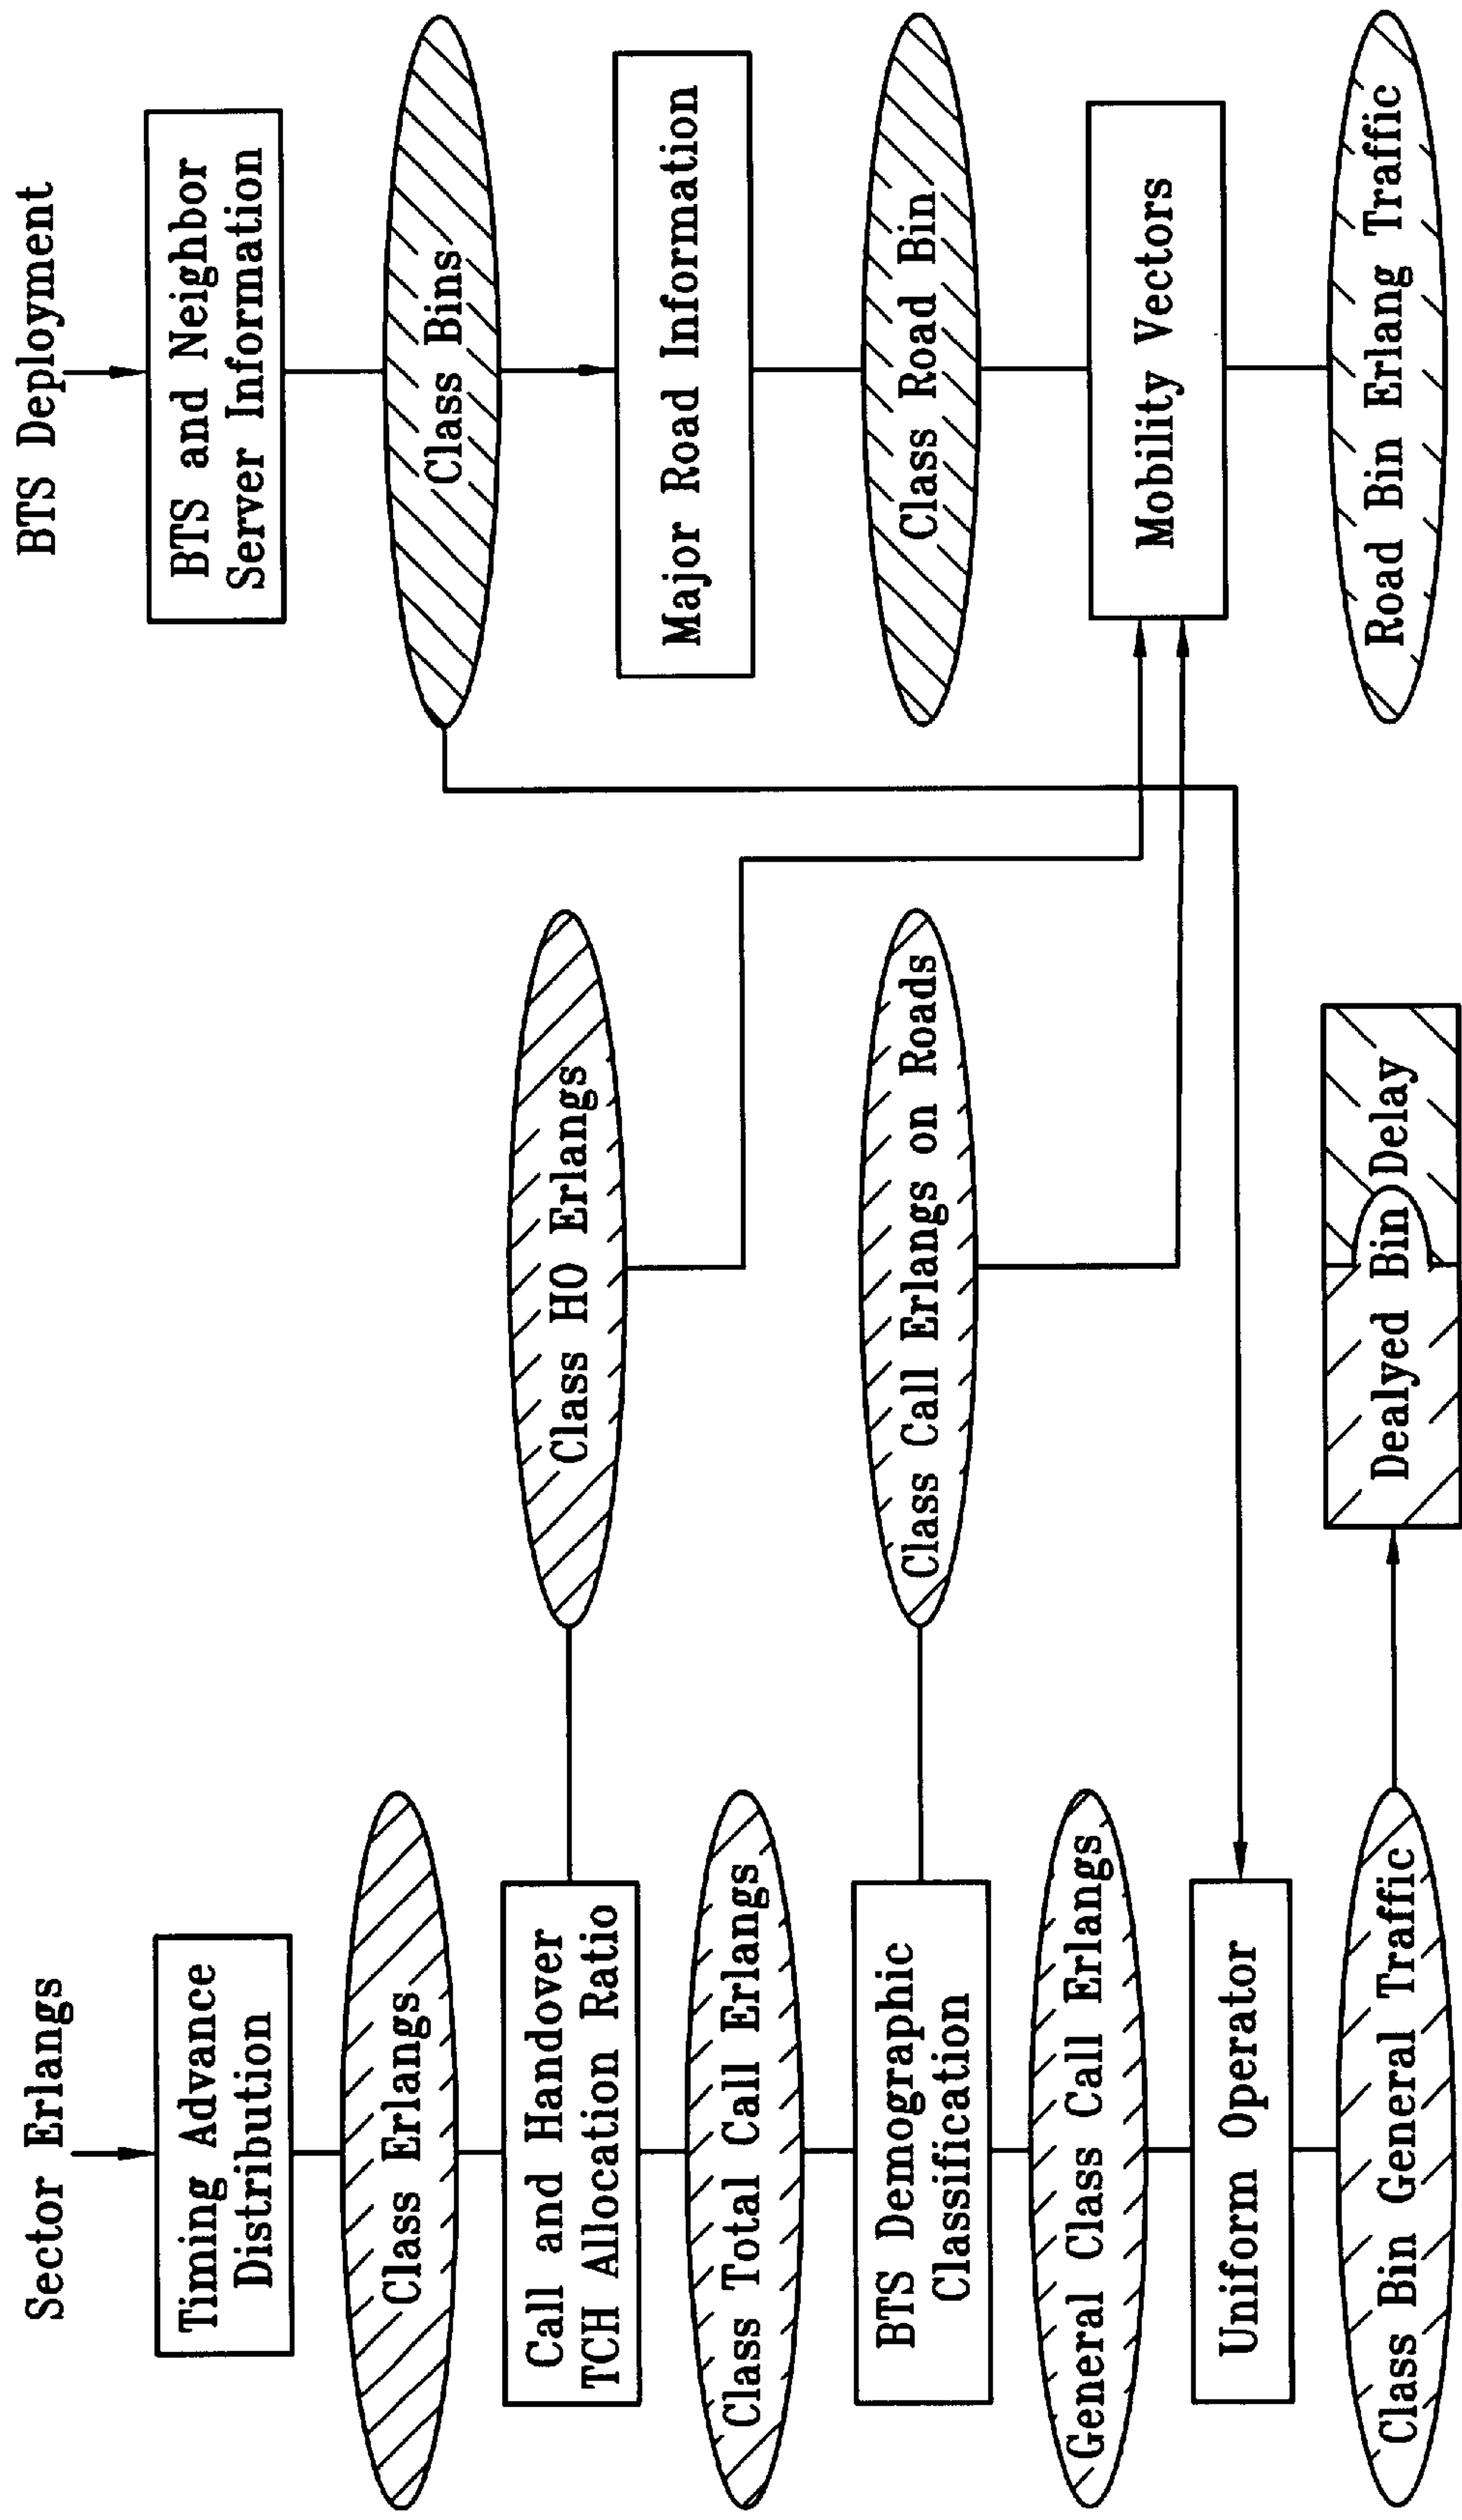 Sector Erlangs
Timing Advance
Distribution
Class Erlangs
Call and Handover
TCH Allocation Ratio
Class Total Call Erlangs
BTS Demographic
Classification
General Class Call Erlangs
Uniform Operator
Class Bin General Traffic
Class HO Erlangs
Class Call Erlangs on Roads
Dealyed Bin Delay
BTS Deployment
BTS and Neighbor
Server Information
Class Bins
Major Road Information
Class Road Bin
Mobility Vectors
Road Bin Erlang Traffic